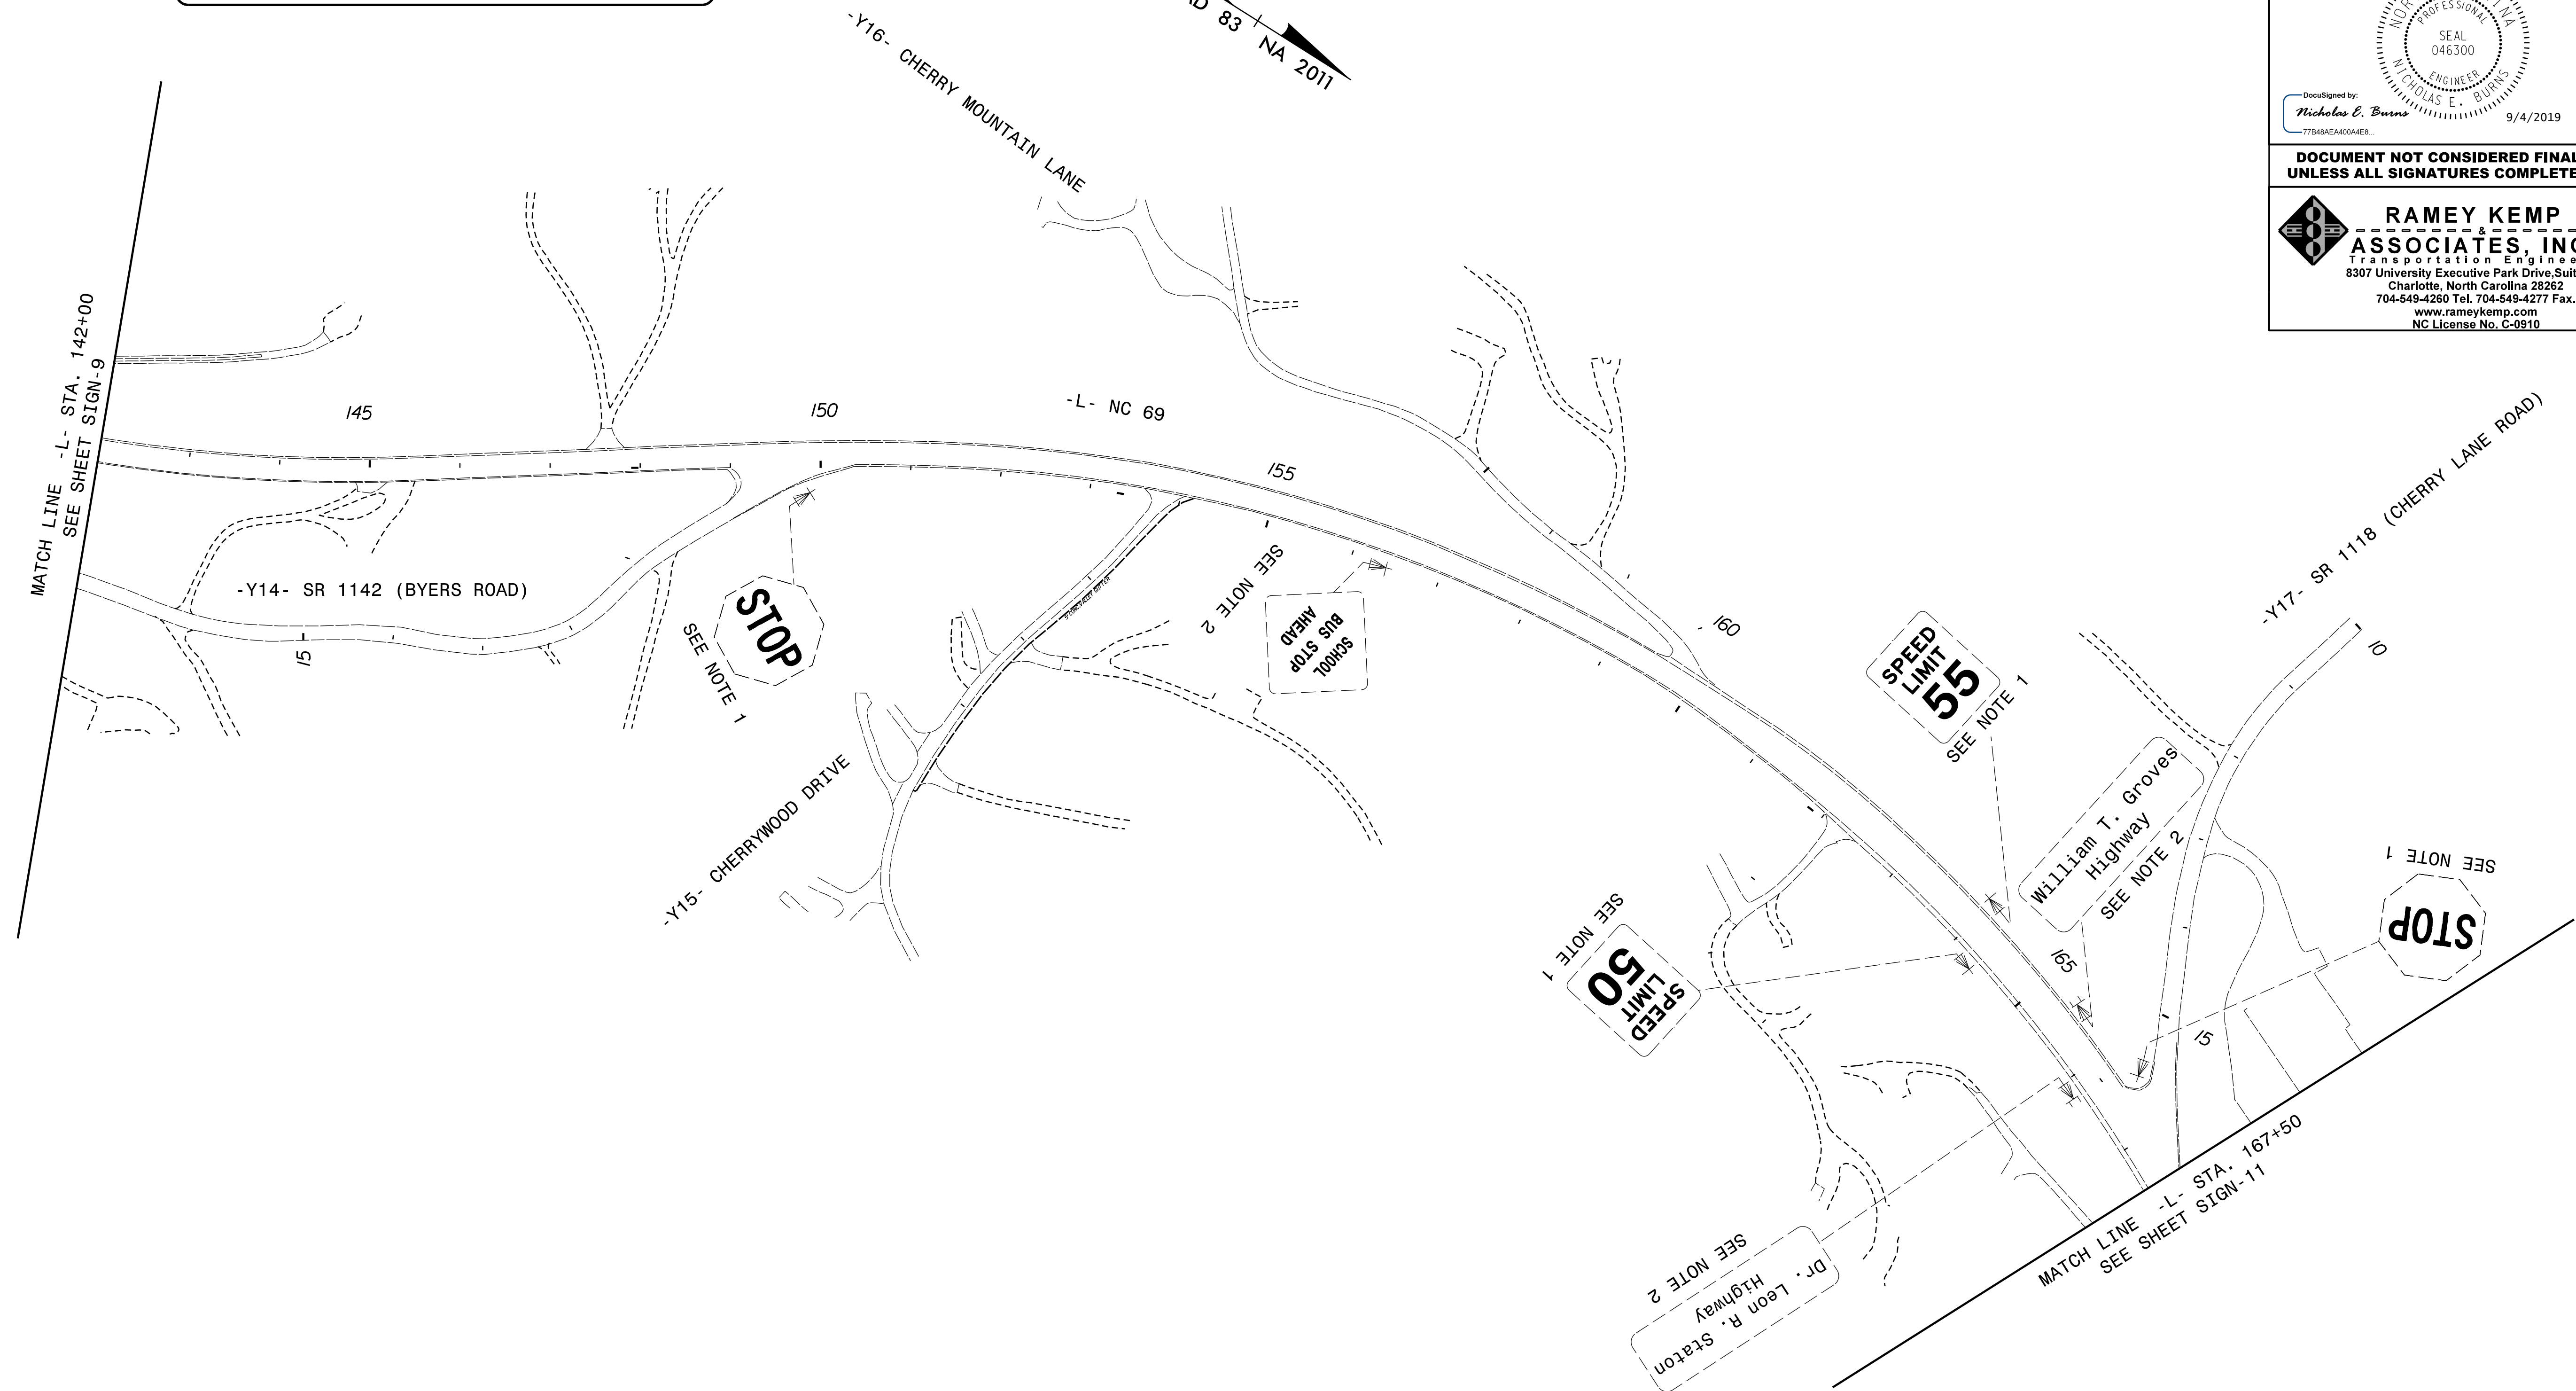 83
NA 2011
-Y16- CHERRY MOUNTAIN LANE
PROFESSIONAL
SEAL
046300
ENGINEER
NICHOLAS E. BURNS
DocuSigned by:
Nicholas E. Burns
77B48AEA400A4E8...
9/4/2019
DOCUMENT NOT CONSIDERED FINAL
UNLESS ALL SIGNATURES COMPLETE
RAMEY KEMP
&
ASSOCIATES,
Transportation
8307 University Executive Park Drive,
Charlotte, North Carolina 28262
704-549-4260 Tel. 704-549-4277 Fax.
www.rameykemp.com
NC License No. C-0910
MATCH LINE -L- STA. 142+00
SEE SHEET SIGN-9
145
150
-L- NC 69
155
160
165
-Y14- SR 1142 (BYERS ROAD)
15
STOP
SEE NOTE 1
SEE NOTE 2
SCHOOL
BUS STOP
AHEAD
-Y15- CHERRYWOOD DRIVE
-Y17- SR 1118 (CHERRY LANE ROAD)
10
SPEED
LIMIT
55
SEE NOTE 1
William T. Groves
Highway
SEE NOTE 2
STOP
SEE NOTE 1
15
SPEED
LIMIT
50
SEE NOTE 1
Dr. Leon R. Staton
Highway
SEE NOTE 2
MATCH LINE -L- STA. 167+50
SEE SHEET SIGN-11